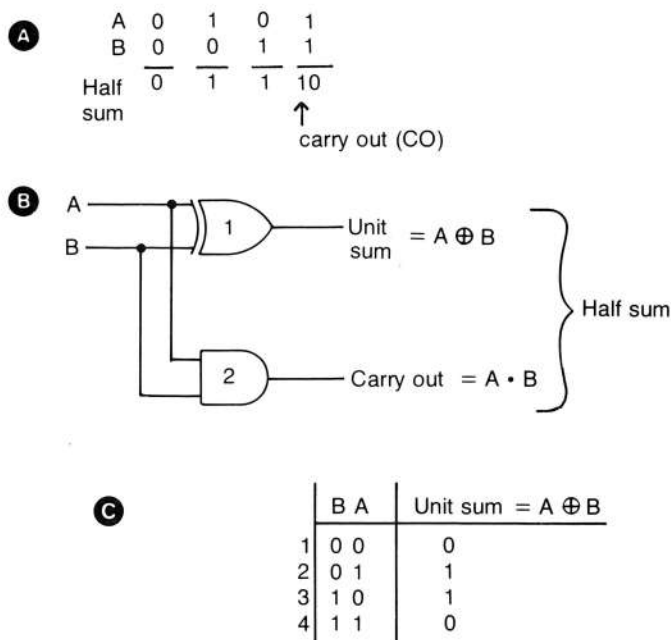 A
A 0 1 0 1
B 0 0 1 1
Half 0 1 1 10
sum
carry out (CO)
B
A
1
Unit = A ⊕ B
sum
B
Half sum
2
Carry out = A • B
C
B A Unit sum = A ⊕ B
1 0 0 0
2 0 1 1
3 1 0 1
4 1 1 0